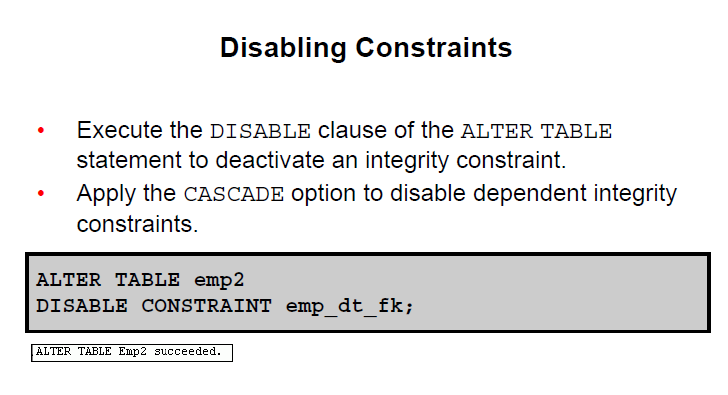 Disabling Constraints
• Execute the DISABLE clause of the ALTER TABLE
statement to deactivate an integrity constraint.
• Apply the CASCADE option to disable dependent integrity
constraints.
ALTER TABLE emp2
DISABLE CONSTRAINT emp_dt_fk;
ALTER TABLE Emp2 succeeded.